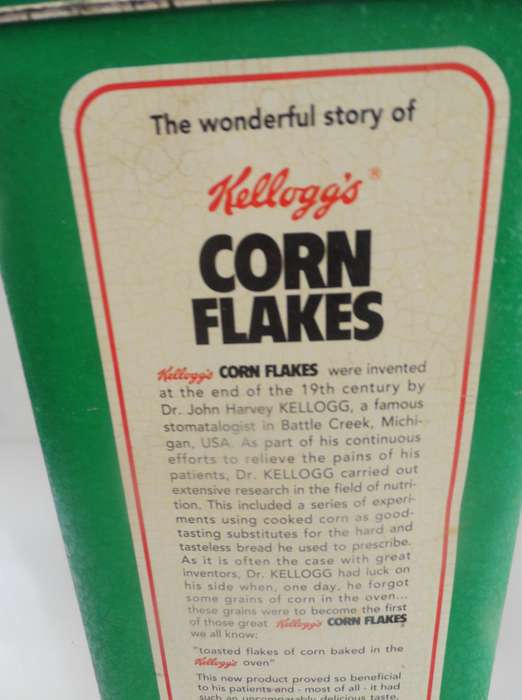 The wonderful story of
Kellogg's®
CORN
FLAKES
Kellogg's CORN FLAKES were invented
at the end of the 19th century by
Dr. John Harvey KELLOGG, a famous
stomatalogist in Battle Creek, Michi-
gan, USA. As part of his continuous
efforts to relieve the pains of his
patients, Dr. KELLOGG carried out
extensive research in the field of nutri-
tion. This included a series of experi-
ments using cooked corn as good-
tasting substitutes for the hard and
tasteless bread he used to prescribe.
As it is often the case with great
inventors, Dr. KELLOGG had luck on
his side when, one day, he forgot
some grains of corn in the oven...
these grains were to become the first
of those great Kellogg's CORN FLAKES
we all know:
"toasted flakes of corn baked in the
Kellogg's oven"
This new product proved so beneficial
to his patients and - most of all - it had
such an uncomparably delicious taste,